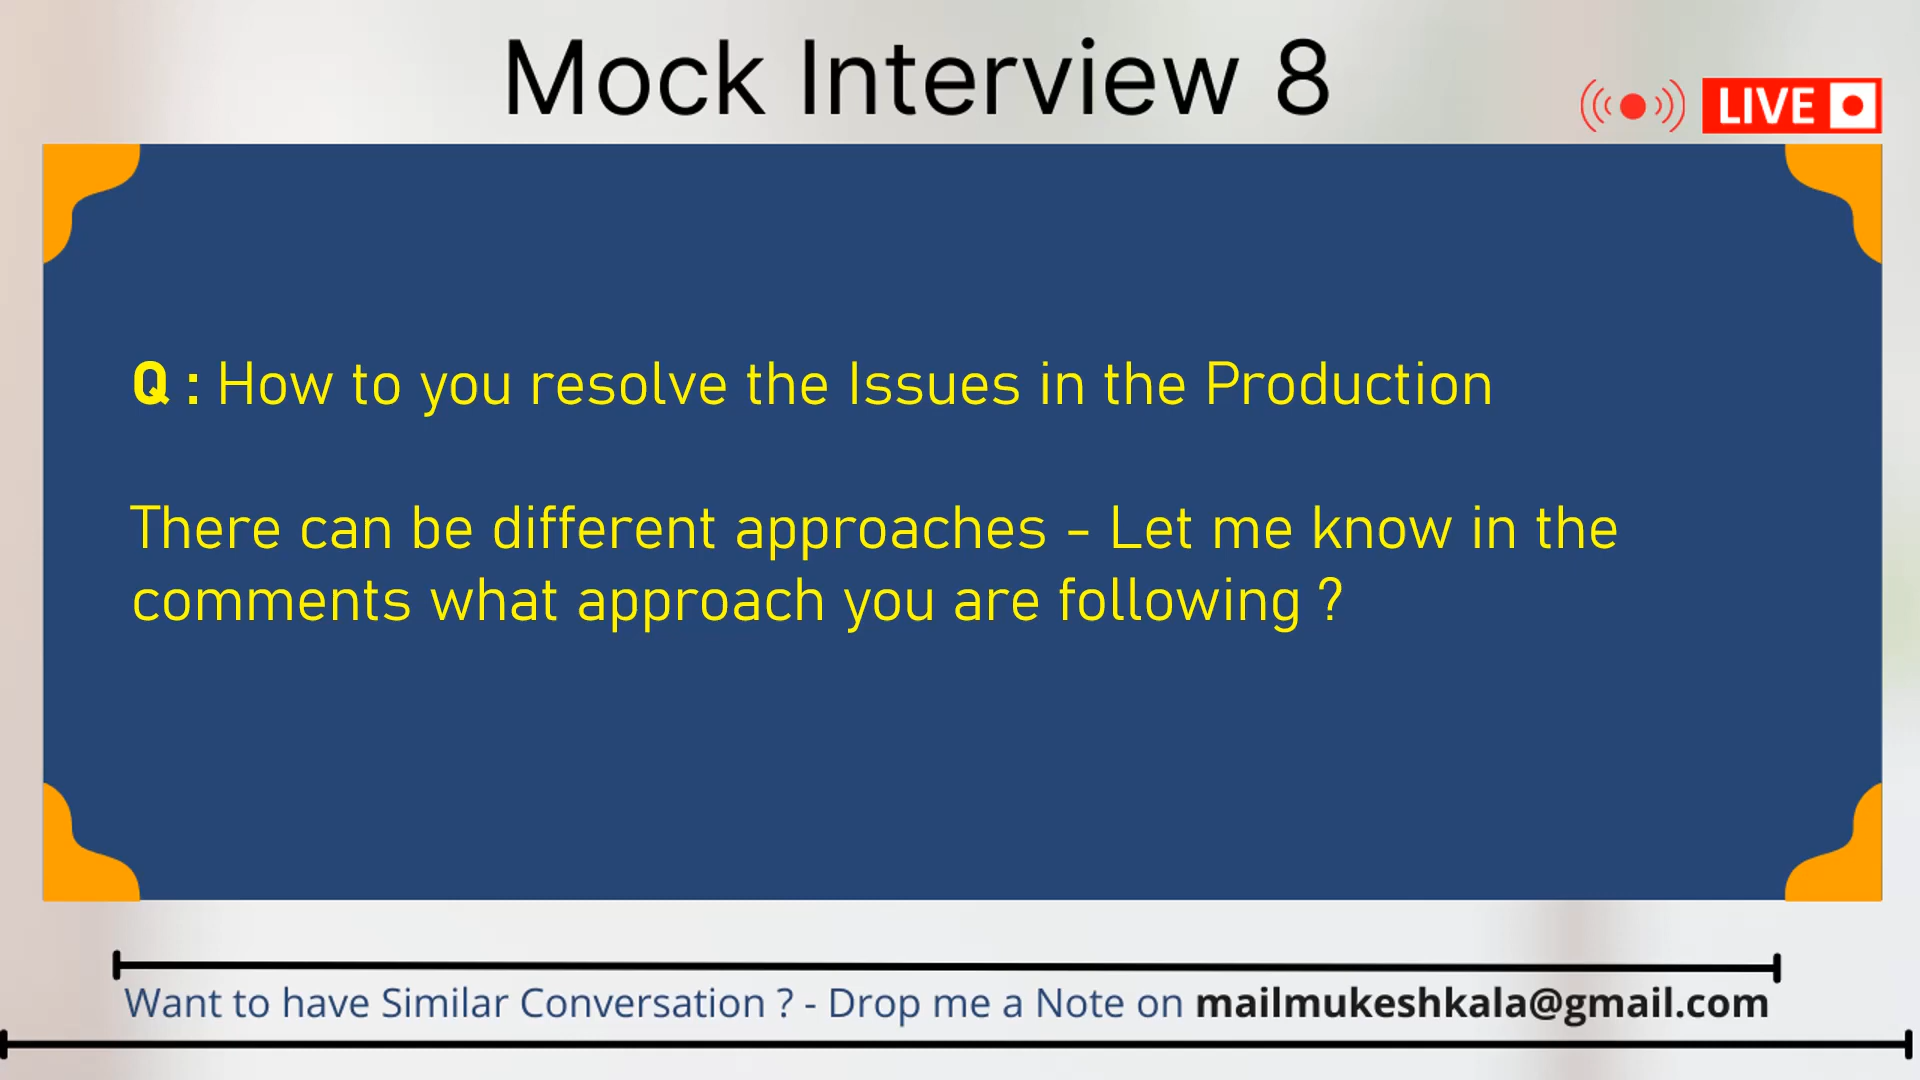 Mock Interview 8
LIVE
Q : How to you resolve the Issues in the Production
There can be different approaches - Let me know in the
comments what approach you are following ?
Want to have Similar Conversation ? - Drop me a Note on mailmukeshkala@gmail.com